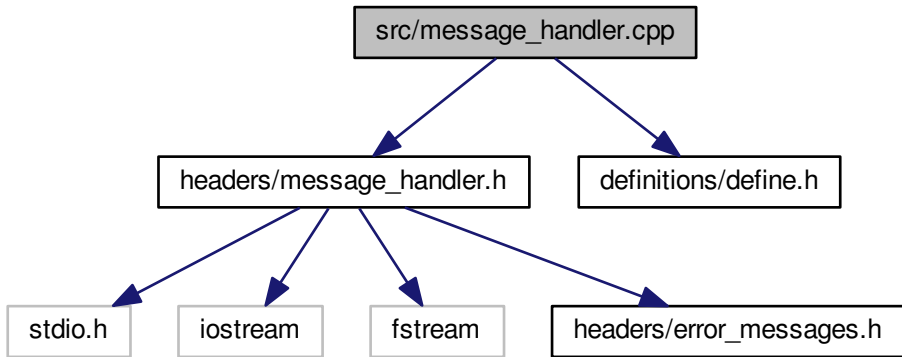 src/message_handler.cpp
headers/message_handler.h
definitions/define.h
stdio.h
iostream
fstream
headers/error_messages.h